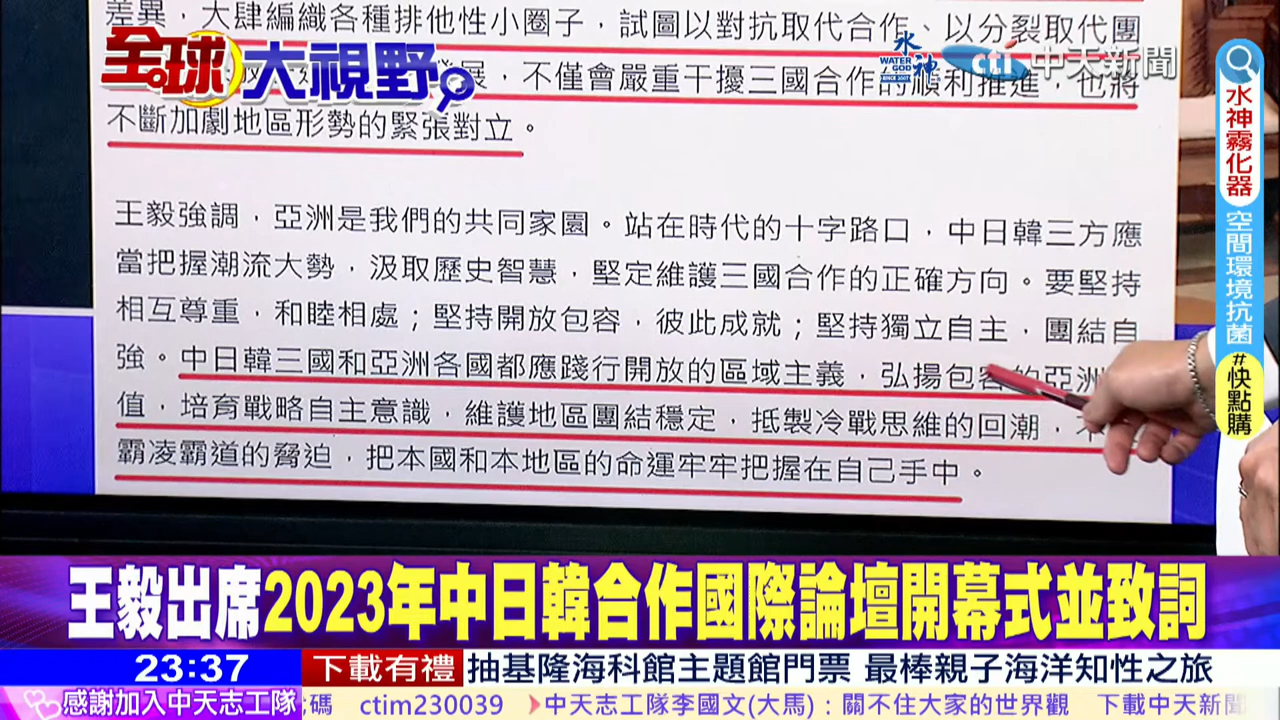 差異，大肆編織各種排他性小圈子，試圖以對抗取代合作、以分裂取代團
展，不僅會嚴重干擾三國合作的順利推進，也將
不斷加劇地區形勢的緊張對立。
全球大視野
水神
WATER GOD
SINCE 2007
cti 中天新聞
王毅強調，亞洲是我們的共同家園。站在時代的十字路口，中日韓三方應
當把握潮流大勢，汲取歷史智慧，堅定維護三國合作的正確方向。要堅持
相互尊重，和睦相處；堅持開放包容，彼此成就；堅持獨立自主，團結自
強。中日韓三國和亞洲各國都應踐行開放的區域主義，弘揚包容的亞洲
值，培育戰略自主意識，維護地區團結穩定，抵製冷戰思維的回潮，不
霸凌霸道的脅迫，把本國和本地區的命運牢牢把握在自己手中。
水神霧化器
空間環境抗菌
#快點購
王毅出席2023年中日韓合作國際論壇開幕式並致詞
23:37 下載有禮 抽基隆海科館主題館門票 最棒親子海洋知性之旅
感謝加入中天志工隊 碼 ctim230039 中天志工隊李國文(大馬)：關不住大家的世界觀 下載中天新聞